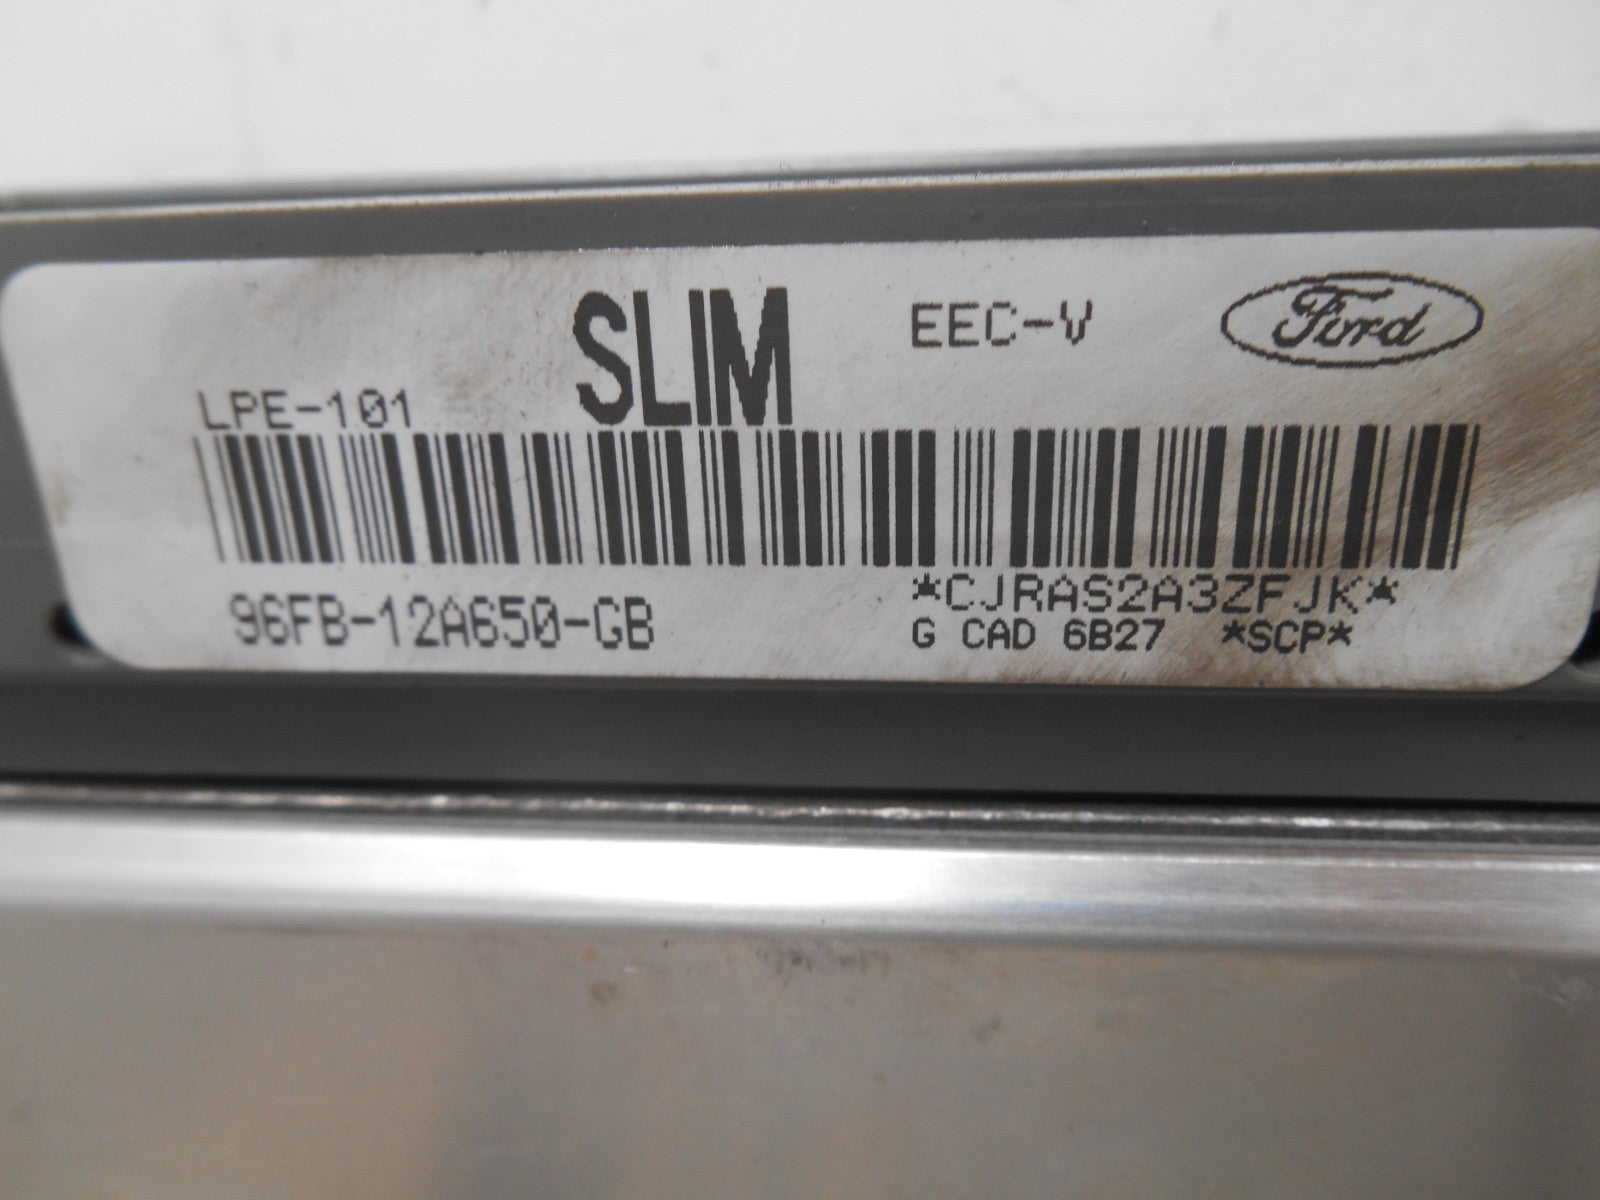 SLIM EEC-V Ford
LPE-101
96FB-12A650-GB *CJRAS2A3ZFJK*
G CAD 6B27 *SCP*